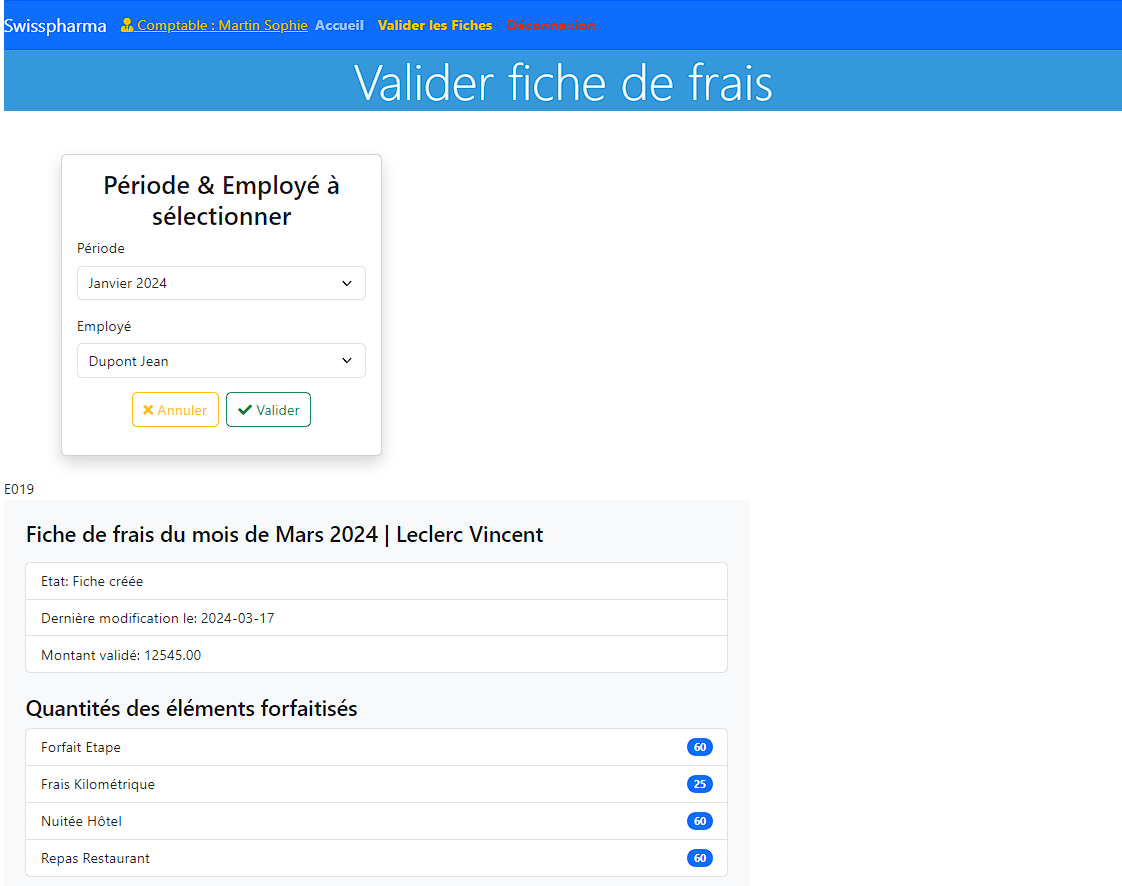 Swisspharma Comptable : Martin Sophie Accueil Valider les Fiches Déconnexion
Valider fiche de frais
Période & Employé à
sélectionner
Période
Janvier 2024
Employé
Dupont Jean
Annuler Valider
E019
Fiche de frais du mois de Mars 2024 | Leclerc Vincent
Etat: Fiche créée
Dernière modification le: 2024-03-17
Montant validé: 12545.00
Quantités des éléments forfaitisés
Forfait Etape 60
Frais Kilométrique 25
Nuitée Hôtel 60
Repas Restaurant 60